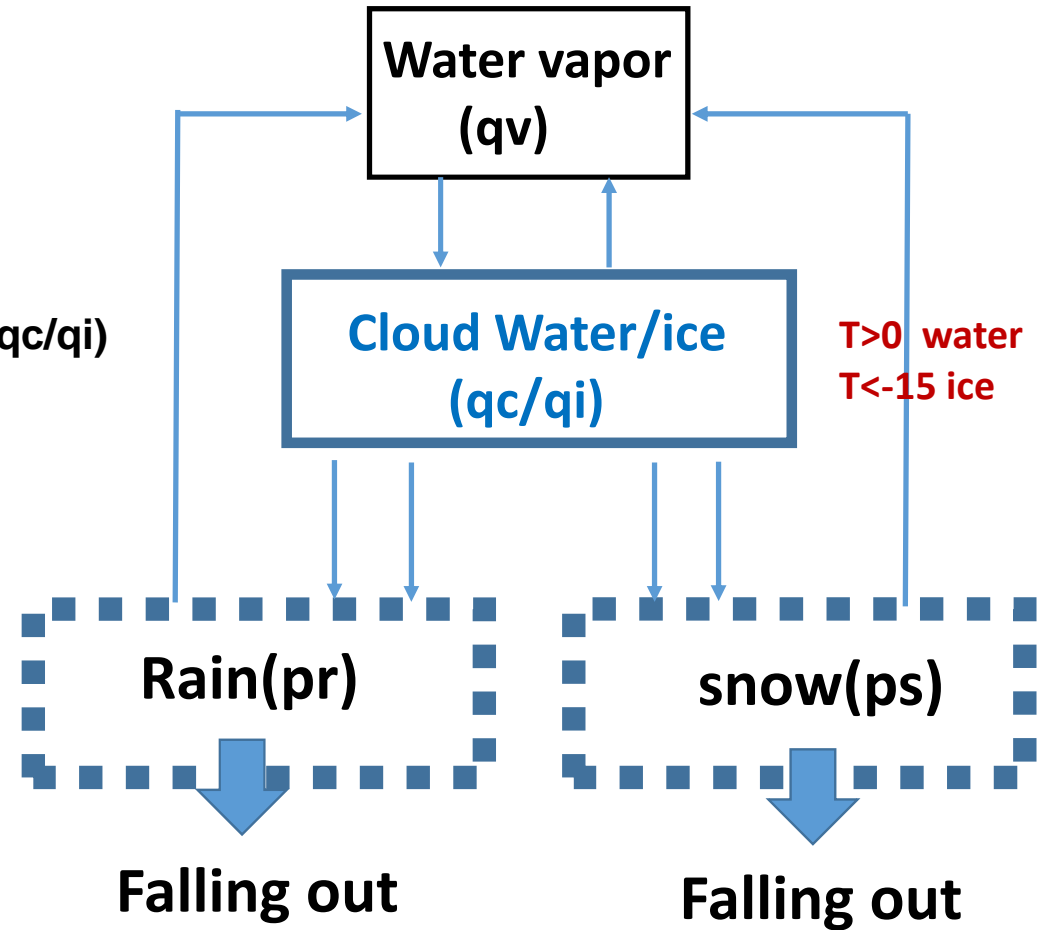 Water vapor
(qv)
qc/qi)
Cloud Water/ice
(qc/qi)
T>0 water
T<-15 ice
Rain(pr)
snow(ps)
Falling out
Falling out